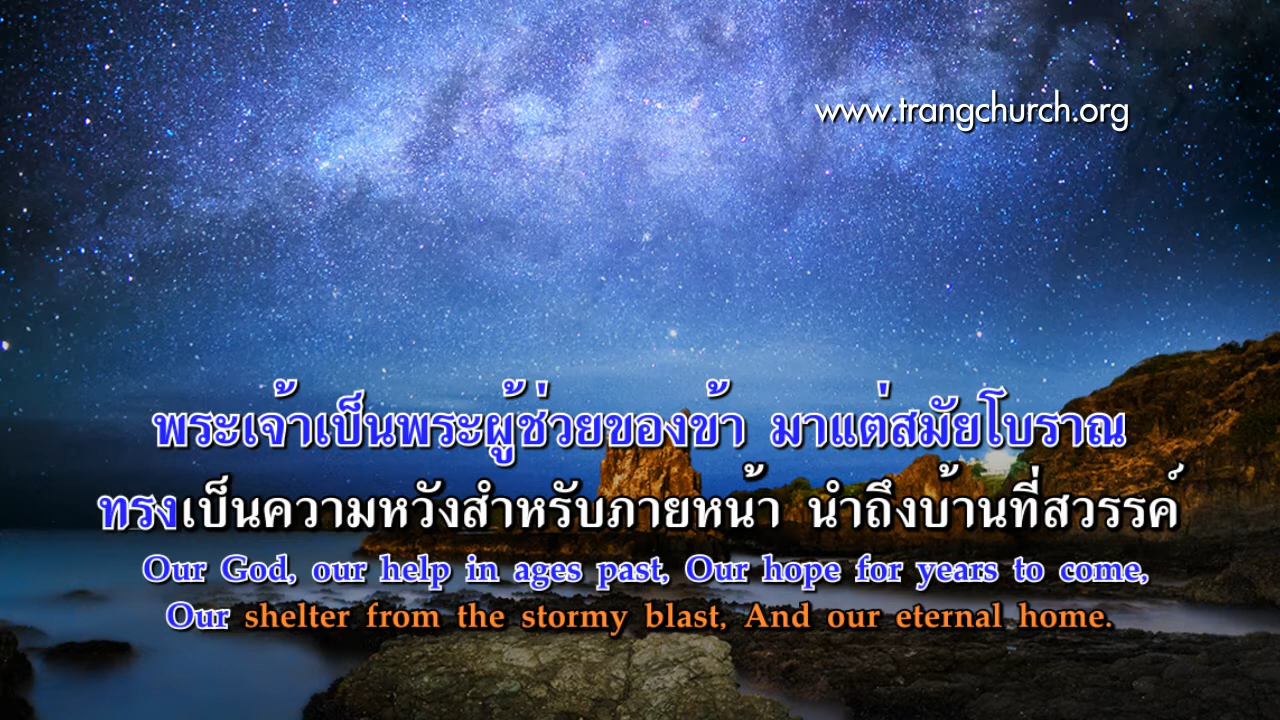 www.trangchurch.org
พระเจ้าเป็นพระผู้ช่วยของข้า มาแต่สมัยโบราณ
ทรงเป็นความหวังสำหรับภายหน้า นำถึงบ้านที่สวรรค์
Our God, our help in ages past, Our hope for years to come,
Our shelter from the stormy blast, And our eternal home.